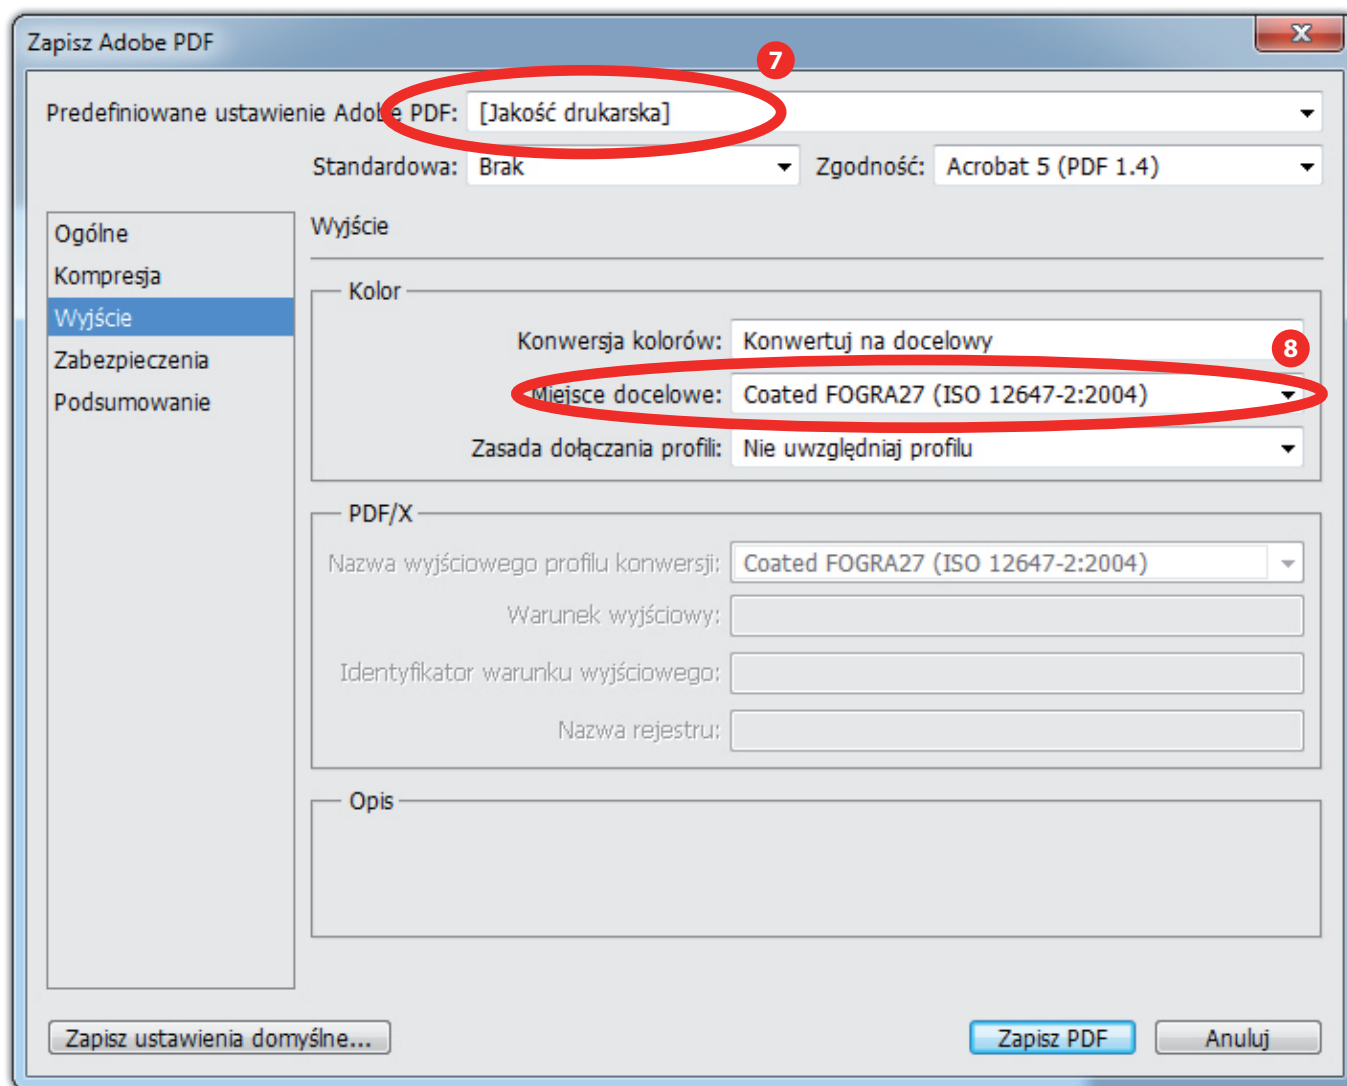 Zapisz Adobe PDF
7
Predefiniowane ustawienie Adobe PDF: [Jakość drukarska]
Standardowa: Brak Zgodność: Acrobat 5 (PDF 1.4)
Ogólne
Kompresja
Wyjście
Zabezpieczenia
Podsumowanie
Wyjście
Kolor
Konwersja kolorów: Konwertuj na docelowy
8
Miejsce docelowe: Coated FOGRA27 (ISO 12647-2:2004)
Zasada dołączania profili: Nie uwzględniaj profilu
PDF/X
Nazwa wyjściowego profilu konwersji: Coated FOGRA27 (ISO 12647-2:2004)
Warunek wyjściowy:
Identyfikator warunku wyjściowego:
Nazwa rejestru:
Opis
Zapisz ustawienia domyślne... Zapisz PDF Anuluj